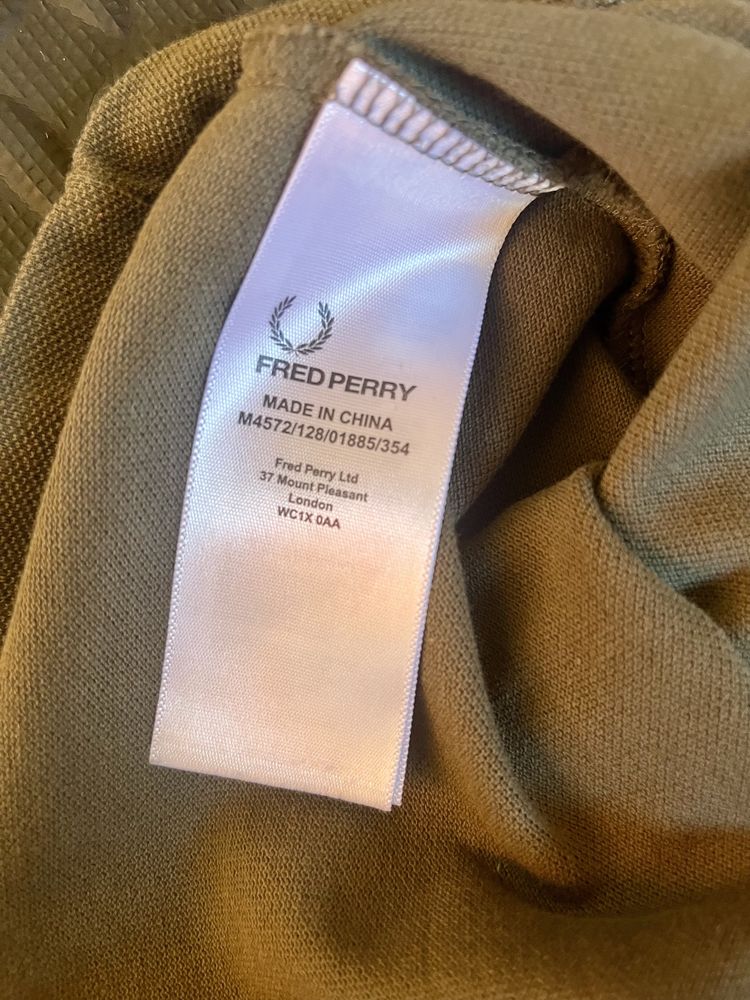 FRED PERRY
MADE IN CHINA
M4572/128/01885/354
Fred Perry Ltd
37 Mount Pleasant
London
WC1X 0AA